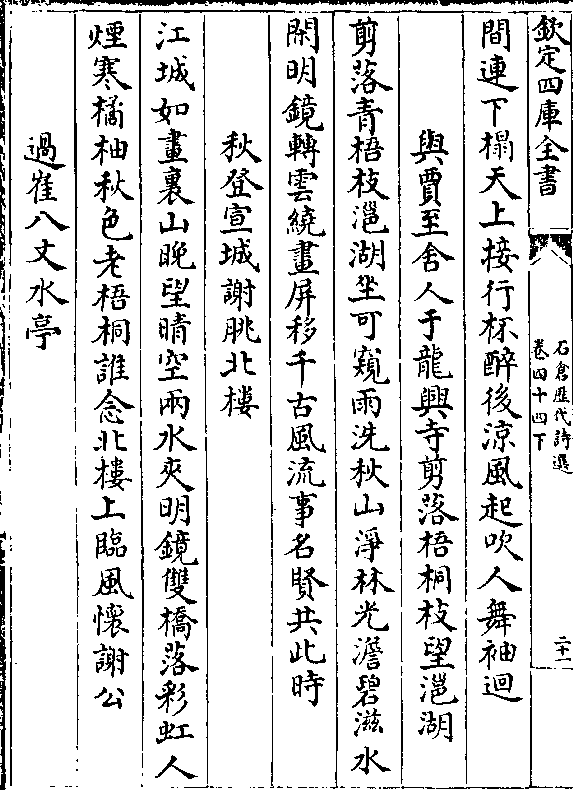 欽定四庫全書
石倉歴代詩選
卷四十四下
二十一
間連下榻天上接行杯醉後涼風起吹人舞袖迴
與賈至舍人于龍興寺剪落梧桐枝望㴩湖
剪落青梧枝㴩湖坐可窺雨洗秋山淨林光澹碧滋水
閑明鏡轉雲繞畫屏移千古風流事名賢共此時
秋登宣城謝朓北樓
江城如畫裏山晚望晴空兩水夾明鏡雙橋落彩虹人
煙寒橘柚秋色老梧桐誰念北樓上臨風懷謝公
過崔八丈水亭